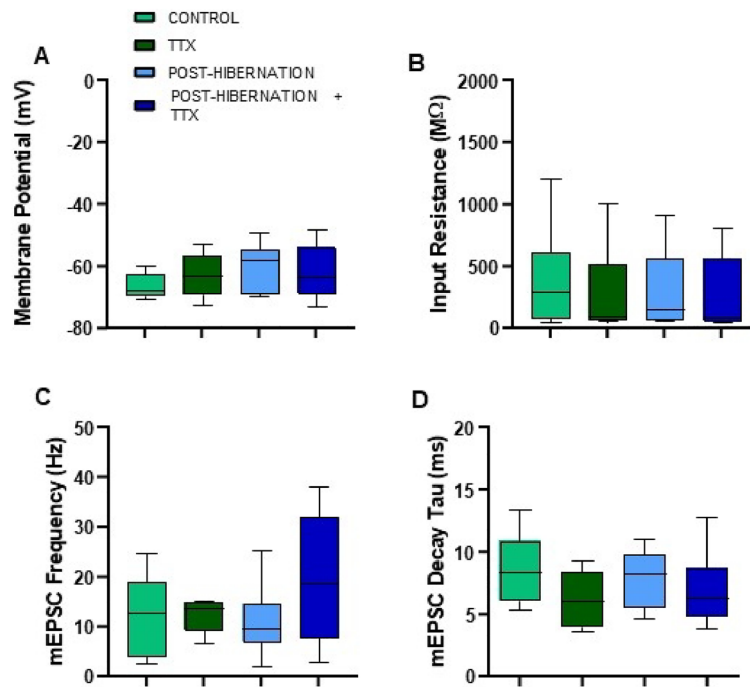 CONTROL
TTX
POST-HIBERNATION
POST-HIBERNATION +
TTX
A
Membrane Potential (mV)
0
-20
-40
-60
-80
B
Input Resistance (MΩ)
2000
1500
1000
500
0
C
mEPSC Frequency (Hz)
50
40
30
20
10
0
D
mEPSC Decay Tau (ms)
20
15
10
5
0